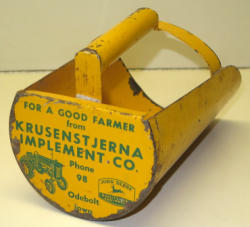 FOR A GOOD FARMER
from
KRUSENSTJERNA
IMPLEMENT·CO.
Phone
98
Odebolt
Iowa
JOHN DEERE